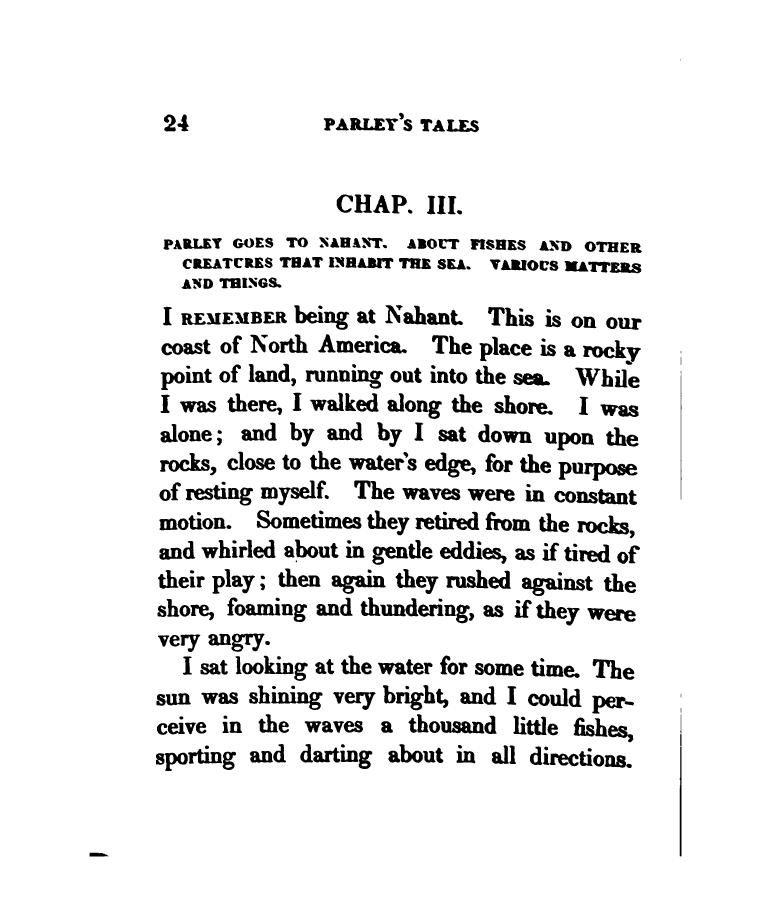 24 PARLEY'S TALES
CHAP. III.
PARLEY GOES TO NAHANT. ABOUT FISHES AND OTHER
CREATURES THAT INHABIT THE SEA. VARIOUS MATTERS
AND THINGS.
I REMEMBER being at Nahant. This is on our
coast of North America. The place is a rocky
point of land, running out into the sea. While
I was there, I walked along the shore. I was
alone; and by and by I sat down upon the
rocks, close to the water's edge, for the purpose
of resting myself. The waves were in constant
motion. Sometimes they retired from the rocks,
and whirled about in gentle eddies, as if tired of
their play; then again they rushed against the
shore, foaming and thundering, as if they were
very angry.
I sat looking at the water for some time. The
sun was shining very bright, and I could per-
ceive in the waves a thousand little fishes,
sporting and darting about in all directions.